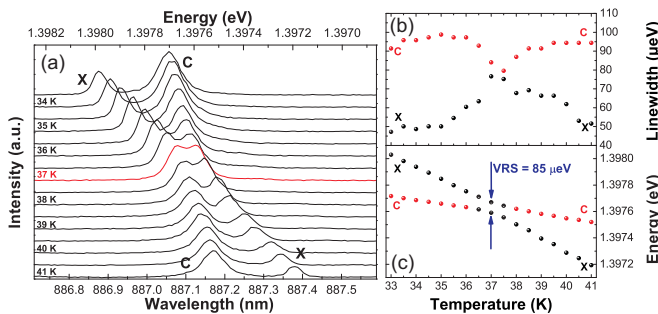 Energy (eV)
1.3982 1.3980 1.3978 1.3976 1.3974 1.3972 1.3970
(a)
X
C
34 K
35 K
36 K
37 K
38 K
39 K
40 K
41 K
C
X
Intensity (a.u.)
886.8 886.9 887.0 887.1 887.2 887.3 887.4 887.5
Wavelength (nm)
(b)
C
C
X
X
110
100
90
80
70
60
50
40
Linewidth (µeV)
X
C
VRS = 85 µeV
C
X
(c)
1.3980
1.3978
1.3976
1.3974
1.3972
Energy (eV)
33 34 35 36 37 38 39 40 41
Temperature (K)